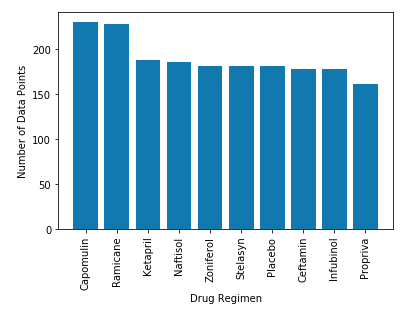 200
150
100
50
0
Number of Data Points
Capomulin
Ramicane
Ketapril
Naftisol
Zoniferol
Stelasyn
Placebo
Ceftamin
Infubinol
Propriva
Drug Regimen